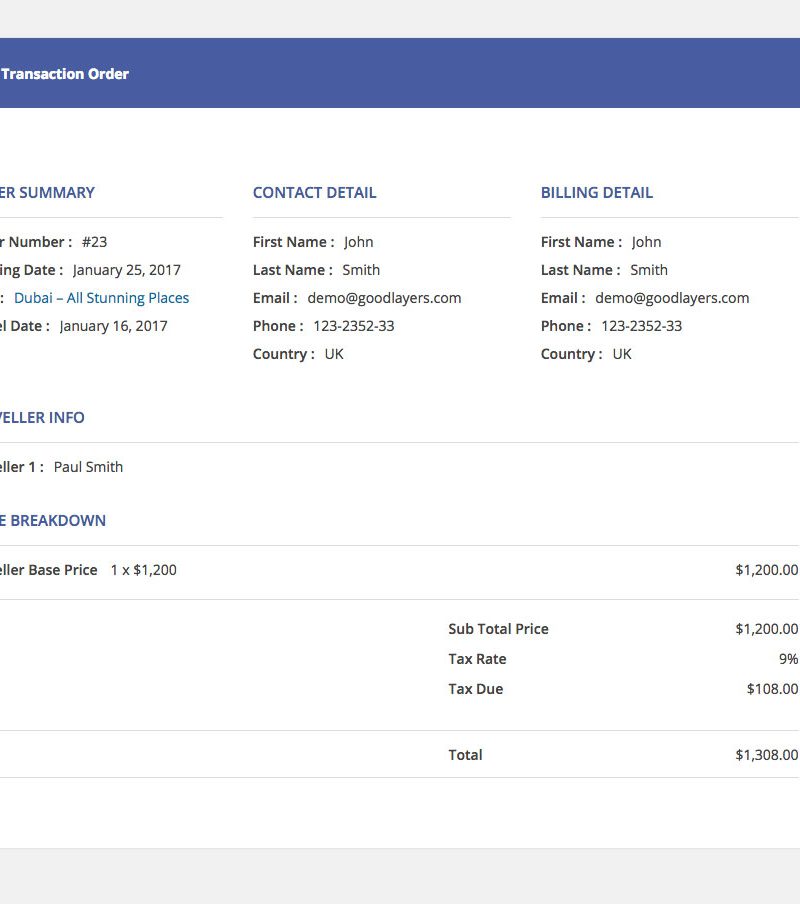 Transaction Order
ER SUMMARY
r Number : #23
ing Date : January 25, 2017
: Dubai – All Stunning Places
el Date : January 16, 2017
CONTACT DETAIL
First Name : John
Last Name : Smith
Email : demo@goodlayers.com
Phone : 123-2352-33
Country : UK
BILLING DETAIL
First Name : John
Last Name : Smith
Email : demo@goodlayers.com
Phone : 123-2352-33
Country : UK
VELLER INFO
eller 1 : Paul Smith
E BREAKDOWN
eller Base Price 1 x $1,200 $1,200.00
Sub Total Price $1,200.00
Tax Rate 9%
Tax Due $108.00
Total $1,308.00